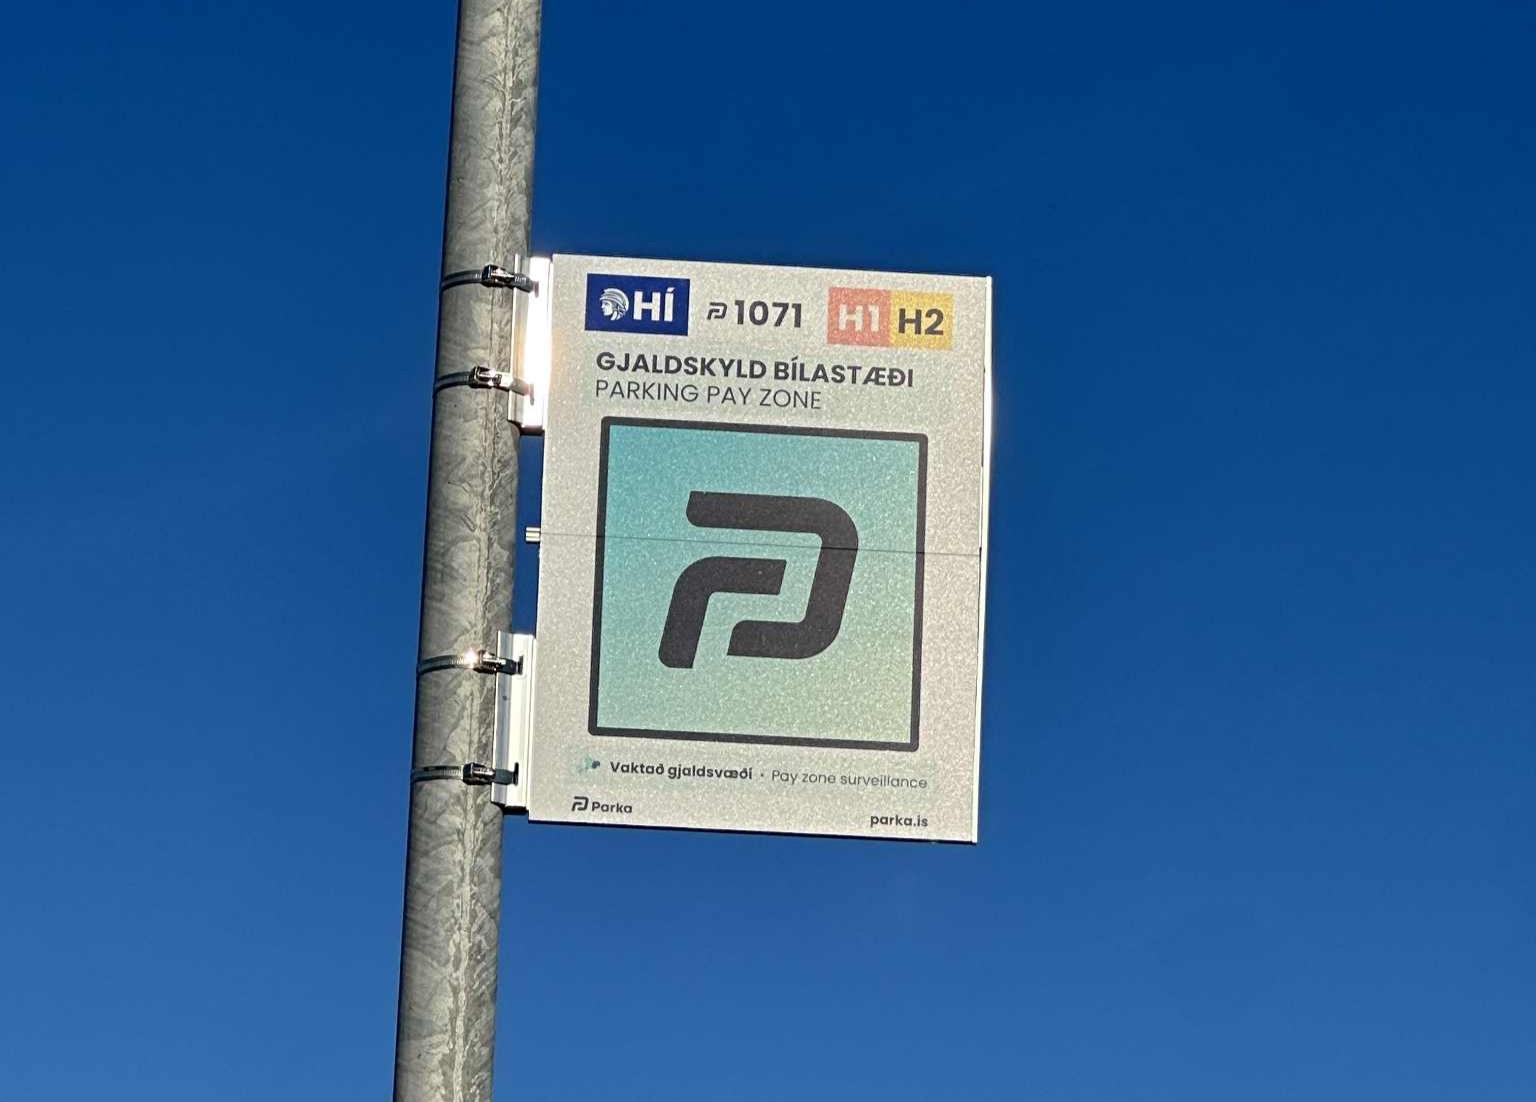 HÍ 1071 H1 H2
GJALDSKYLD BÍLASTÆÐI
PARKING PAY ZONE
Vaktað gjaldsvæði · Pay zone surveillance
Parka parka.is